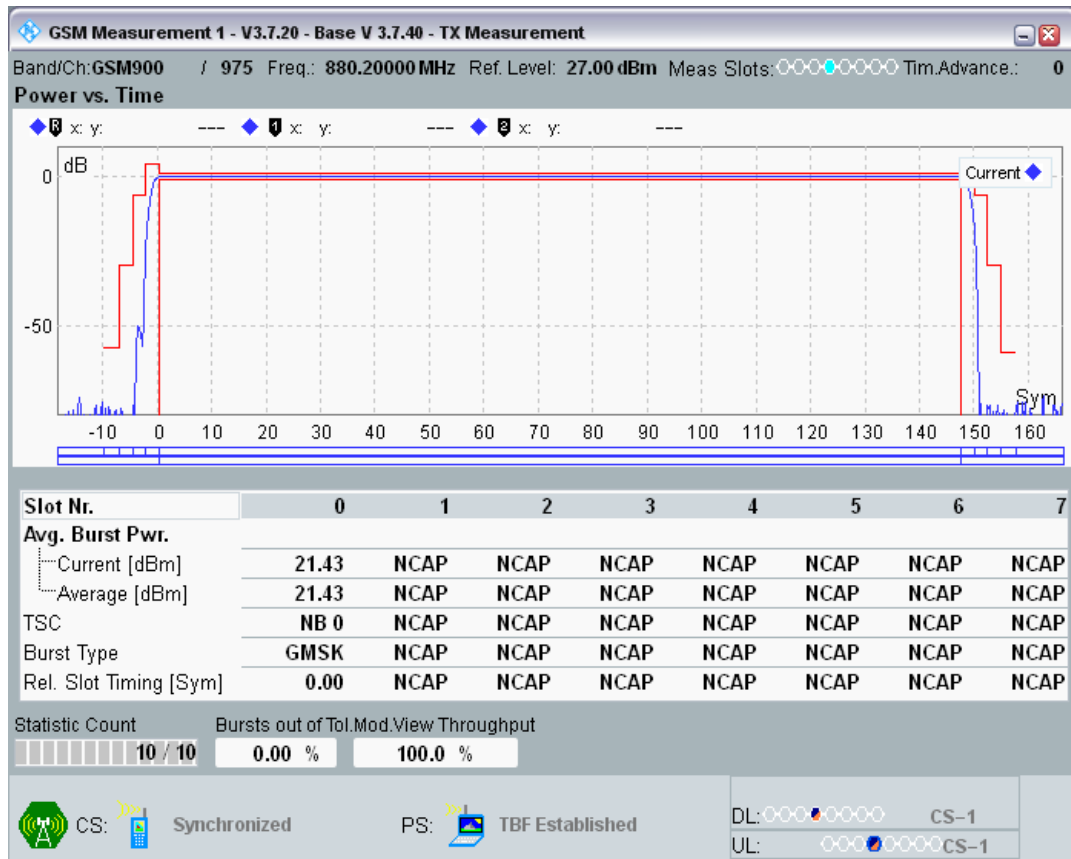 GSM Measurement 1 - V3.7.20 - Base V 3.7.40 - TX Measurement
Band/Ch:GSM900 / 975 Freq.: 880.20000 MHz Ref. Level: 27.00 dBm Meas Slots: Tim.Advance.: 0
Power vs. Time
R x: y: --- 1 x: y: --- 2 x: y: ---
dB
Current
0
-50
Sym
-10 0 10 20 30 40 50 60 70 80 90 100 110 120 130 140 150 160
Slot Nr. 0 1 2 3 4 5 6 7
Avg. Burst Pwr.
Current [dBm] 21.43 NCAP NCAP NCAP NCAP NCAP NCAP NCAP
Average [dBm] 21.43 NCAP NCAP NCAP NCAP NCAP NCAP NCAP
TSC NB 0 NCAP NCAP NCAP NCAP NCAP NCAP NCAP
Burst Type GMSK NCAP NCAP NCAP NCAP NCAP NCAP NCAP
Rel. Slot Timing [Sym] 0.00 NCAP NCAP NCAP NCAP NCAP NCAP NCAP
Statistic Count Bursts out of Tol. Mod.View Throughput
10 / 10 0.00 % 100.0 %
CS: Synchronized PS: TBF Established DL: CS-1
UL: CS-1